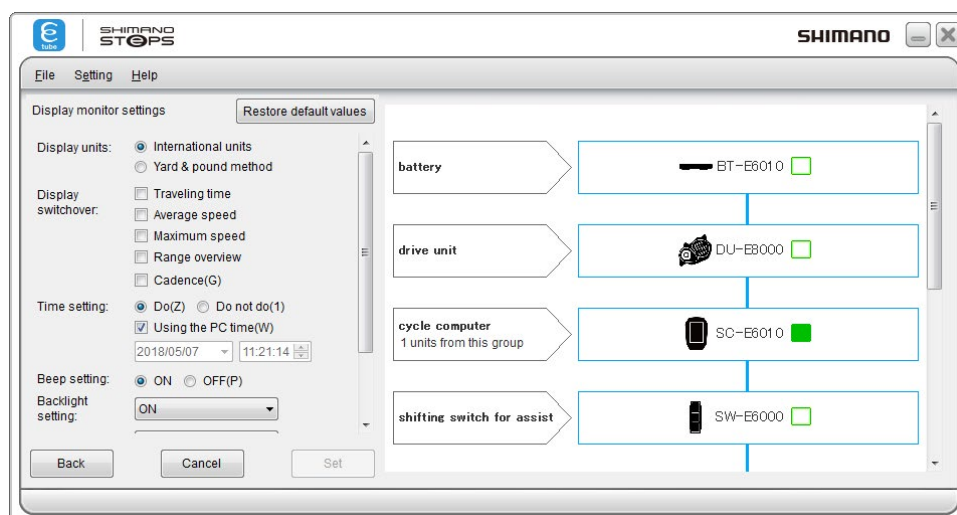 E
tube
SHIMANO
STePS
SHIMANO
File Setting Help
Display monitor settings
Restore default values
Display units:
International units
Yard & pound method
Display
switchover:
Traveling time
Average speed
Maximum speed
Range overview
Cadence(G)
Time setting:
Do(Z) Do not do(1)
Using the PC time(W)
2018/05/07 11:21:14
Beep setting:
ON OFF(P)
Backlight
setting:
ON
Back Cancel Set
battery
BT-E6010
drive unit
DU-E8000
cycle computer
1 units from this group
SC-E6010
shifting switch for assist
SW-E6000